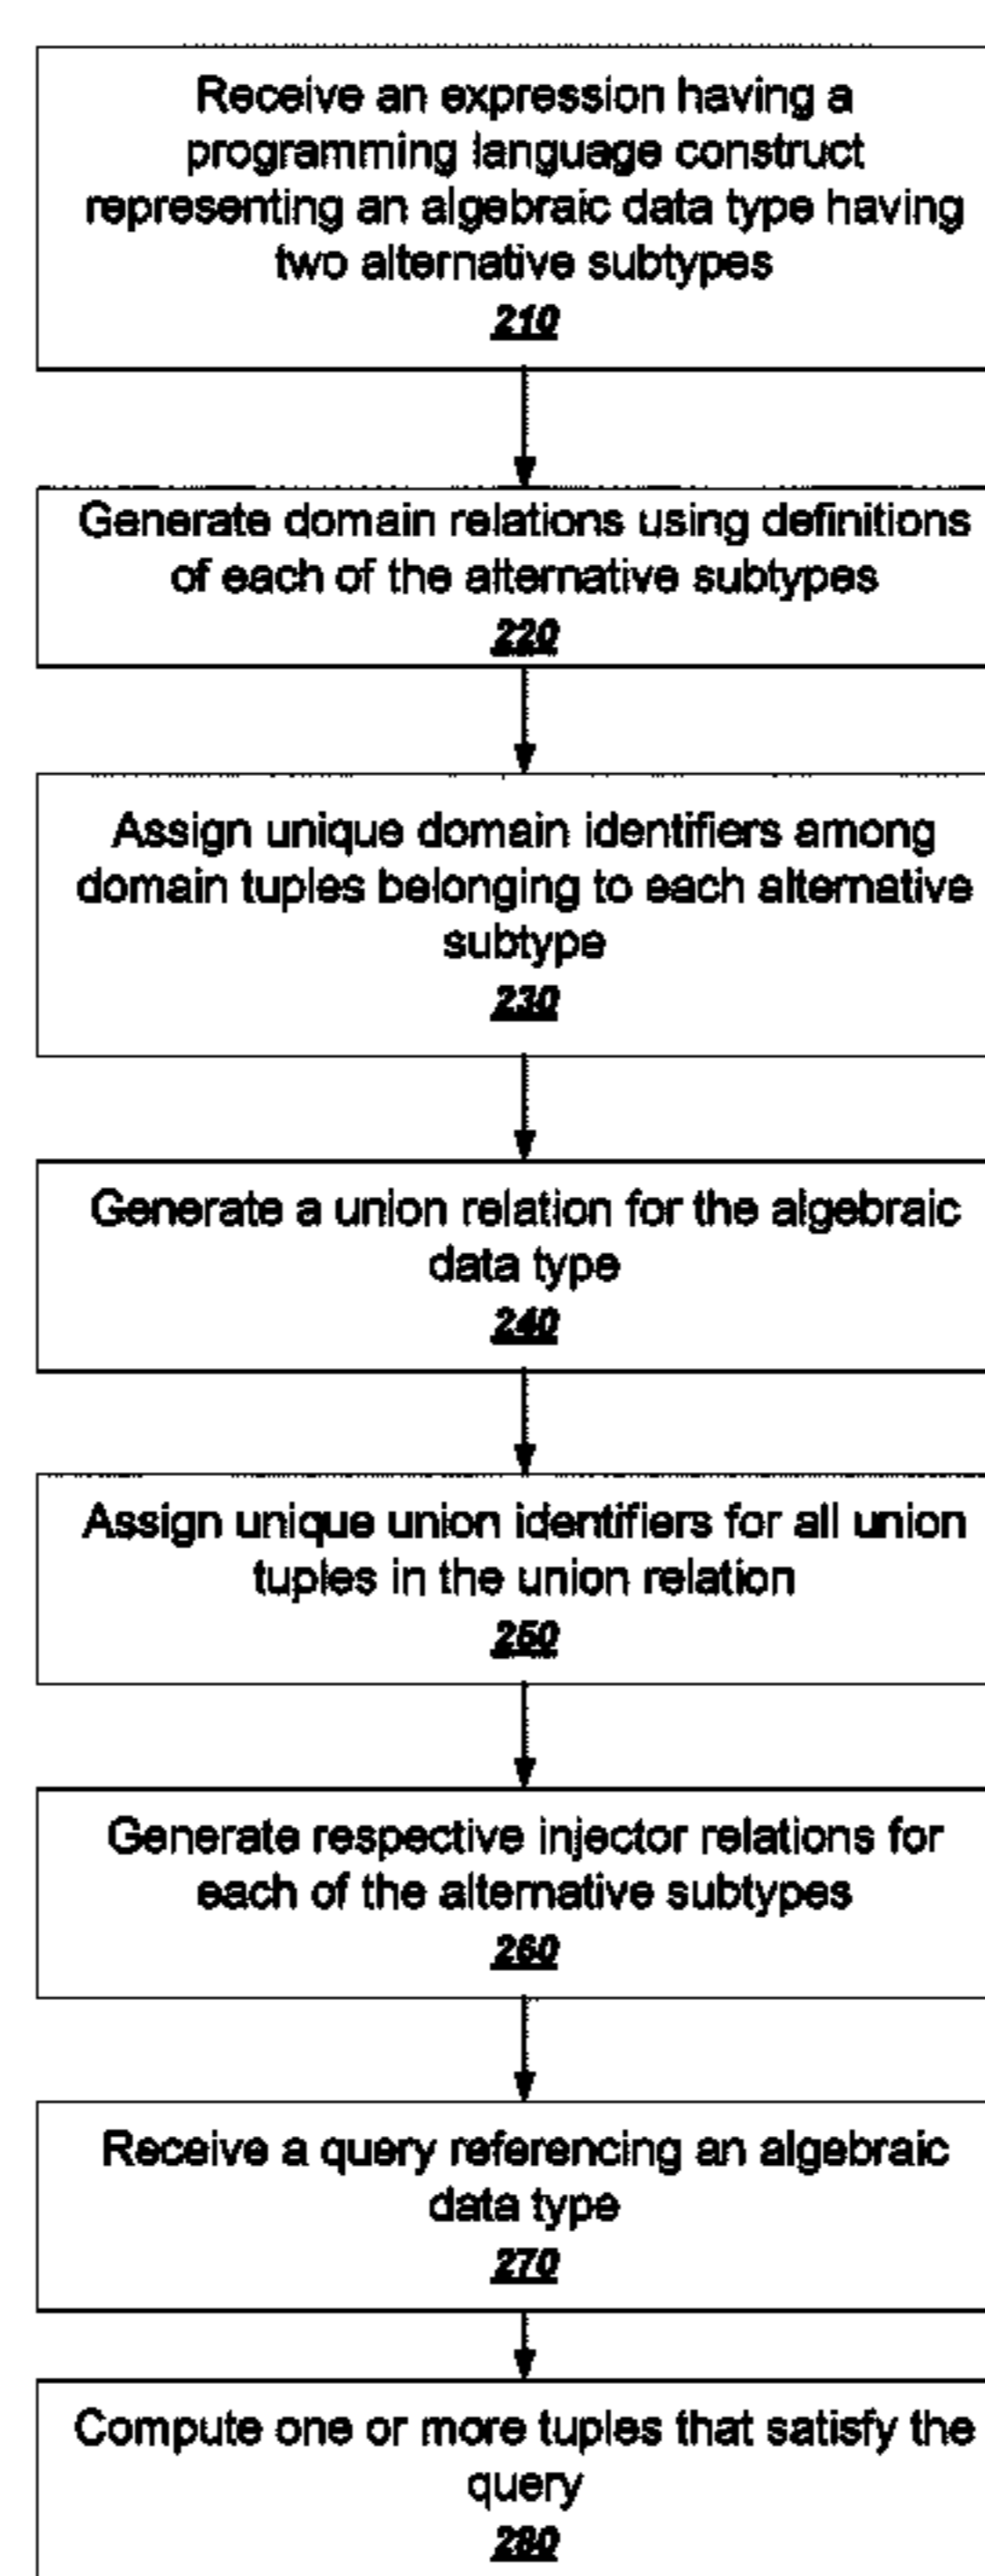 Receive an expression having a
programming language construct
representing an algebraic data type having
two alternative subtypes
210
Generate domain relations using definitions
of each of the alternative subtypes
220
Assign unique domain identifiers among
domain tuples belonging to each alternative
subtype
230
Generate a union relation for the algebraic
data type
240
Assign unique union identifiers for all union
tuples in the union relation
250
Generate respective injector relations for
each of the alternative subtypes
260
Receive a query referencing an algebraic
data type
270
Compute one or more tuples that satisfy the
query
280